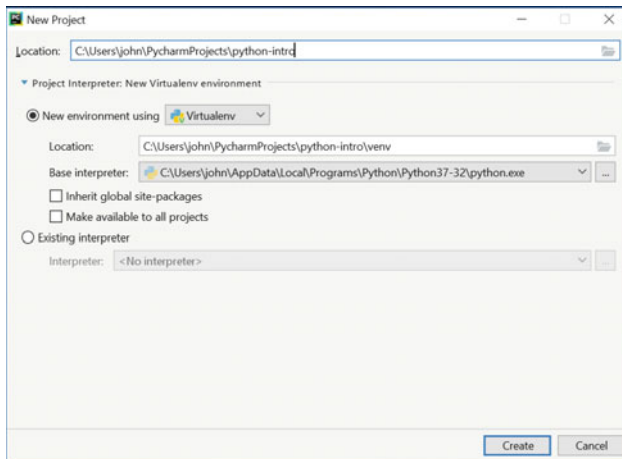 New Project
Location: C:\Users\john\PycharmProjects\python-intro
Project Interpreter: New Virtualenv environment
New environment using Virtualenv
Location: C:\Users\john\PycharmProjects\python-intro\venv
Base interpreter: C:\Users\john\AppData\Local\Programs\Python\Python37-32\python.exe ...
Inherit global site-packages
Make available to all projects
Existing interpreter
Interpreter: <No interpreter> ...
Create Cancel